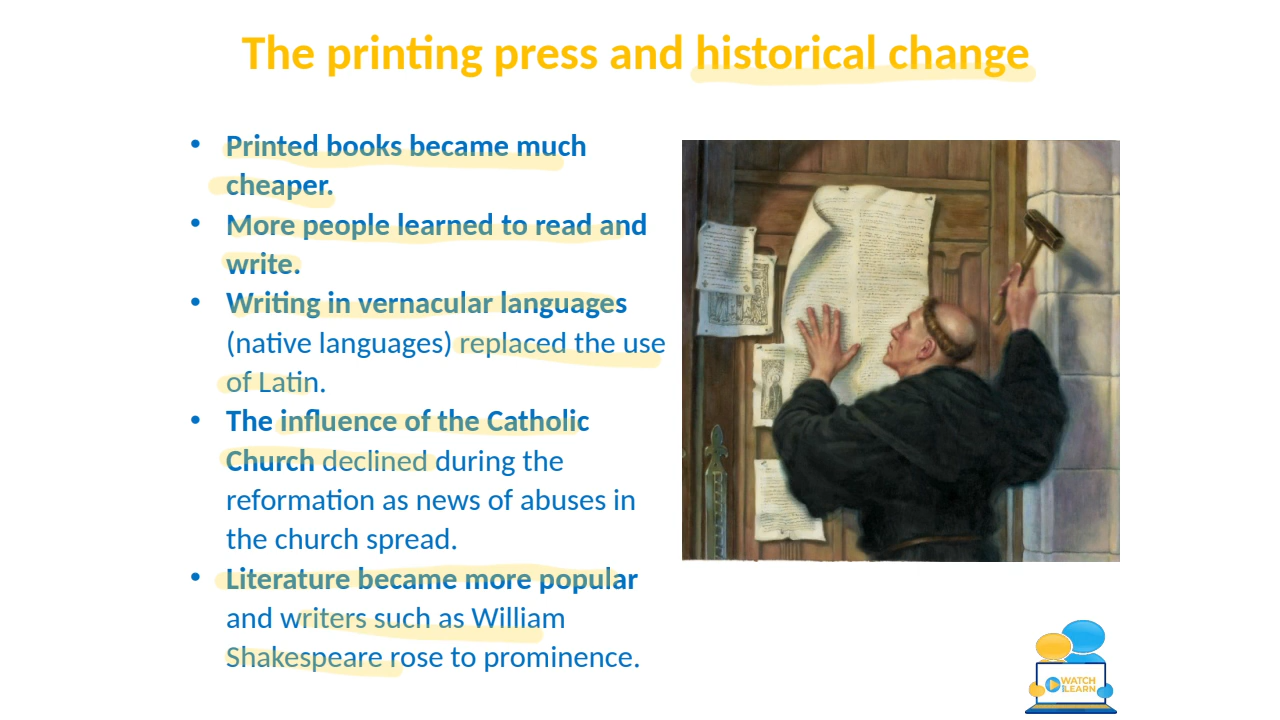 The printing press and historical change
• Printed books became much
cheaper.
• More people learned to read and
write.
• Writing in vernacular languages
(native languages) replaced the use
of Latin.
• The influence of the Catholic
Church declined during the
reformation as news of abuses in
the church spread.
• Literature became more popular
and writers such as William
Shakespeare rose to prominence.
WATCH
LEARN